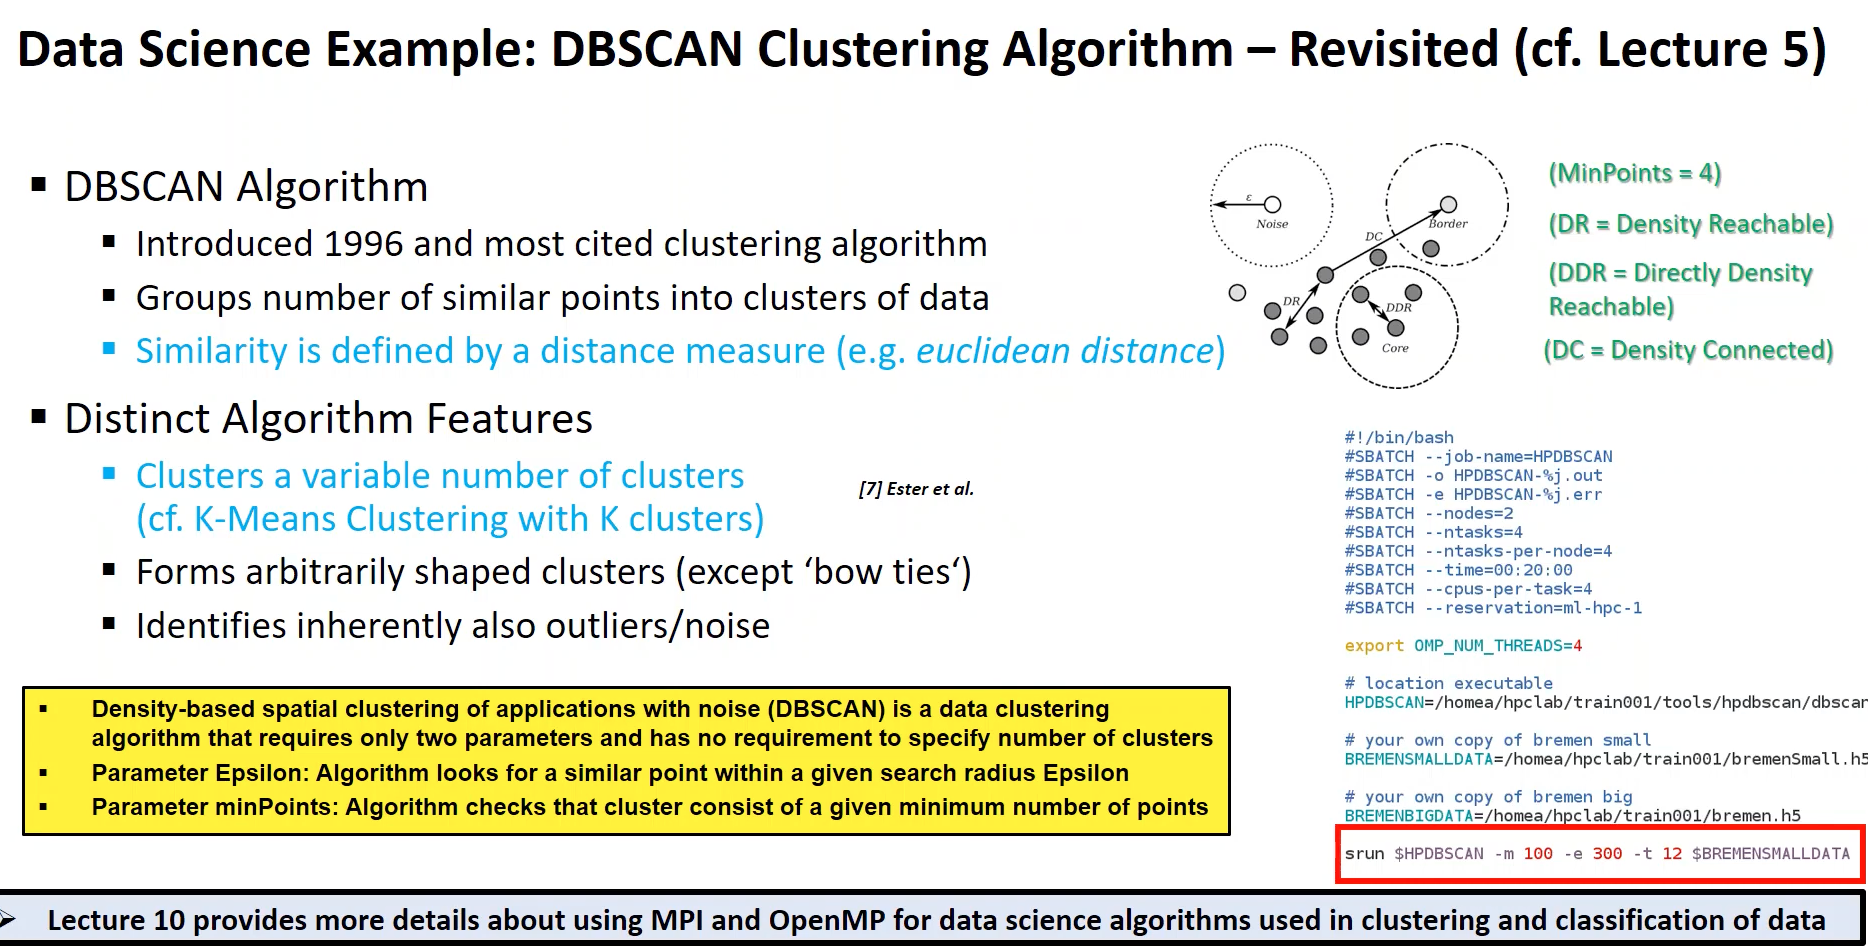 Data Science Example: DBSCAN Clustering Algorithm – Revisited (cf. Lecture 5)
▪ DBSCAN Algorithm
▪ Introduced 1996 and most cited clustering algorithm
▪ Groups number of similar points into clusters of data
▪ Similarity is defined by a distance measure (e.g. euclidean distance)
▪ Distinct Algorithm Features
▪ Clusters a variable number of clusters
(cf. K-Means Clustering with K clusters)
[7] Ester et al.
▪ Forms arbitrarily shaped clusters (except ‘bow ties‘)
▪ Identifies inherently also outliers/noise
▪ Density-based spatial clustering of applications with noise (DBSCAN) is a data clustering
algorithm that requires only two parameters and has no requirement to specify number of clusters
▪ Parameter Epsilon: Algorithm looks for a similar point within a given search radius Epsilon
▪ Parameter minPoints: Algorithm checks that cluster consist of a given minimum number of points
ε
Noise
Border
DC
DR
DDR
Core
(MinPoints = 4)
(DR = Density Reachable)
(DDR = Directly Density
Reachable)
(DC = Density Connected)
#!/bin/bash
#SBATCH --job-name=HPDBSCAN
#SBATCH -o HPDBSCAN-%j.out
#SBATCH -e HPDBSCAN-%j.err
#SBATCH --nodes=2
#SBATCH --ntasks=4
#SBATCH --ntasks-per-node=4
#SBATCH --time=00:20:00
#SBATCH --cpus-per-task=4
#SBATCH --reservation=ml-hpc-1
export OMP_NUM_THREADS=4
# location executable
HPDBSCAN=/homea/hpclab/train001/tools/hpdbscan/dbscan
# your own copy of bremen small
BREMENSMALLDATA=/homea/hpclab/train001/bremenSmall.h5
# your own copy of bremen big
BREMENBIGDATA=/homea/hpclab/train001/bremen.h5
srun $HPDBSCAN -m 100 -e 300 -t 12 $BREMENSMALLDATA
Lecture 10 provides more details about using MPI and OpenMP for data science algorithms used in clustering and classification of data